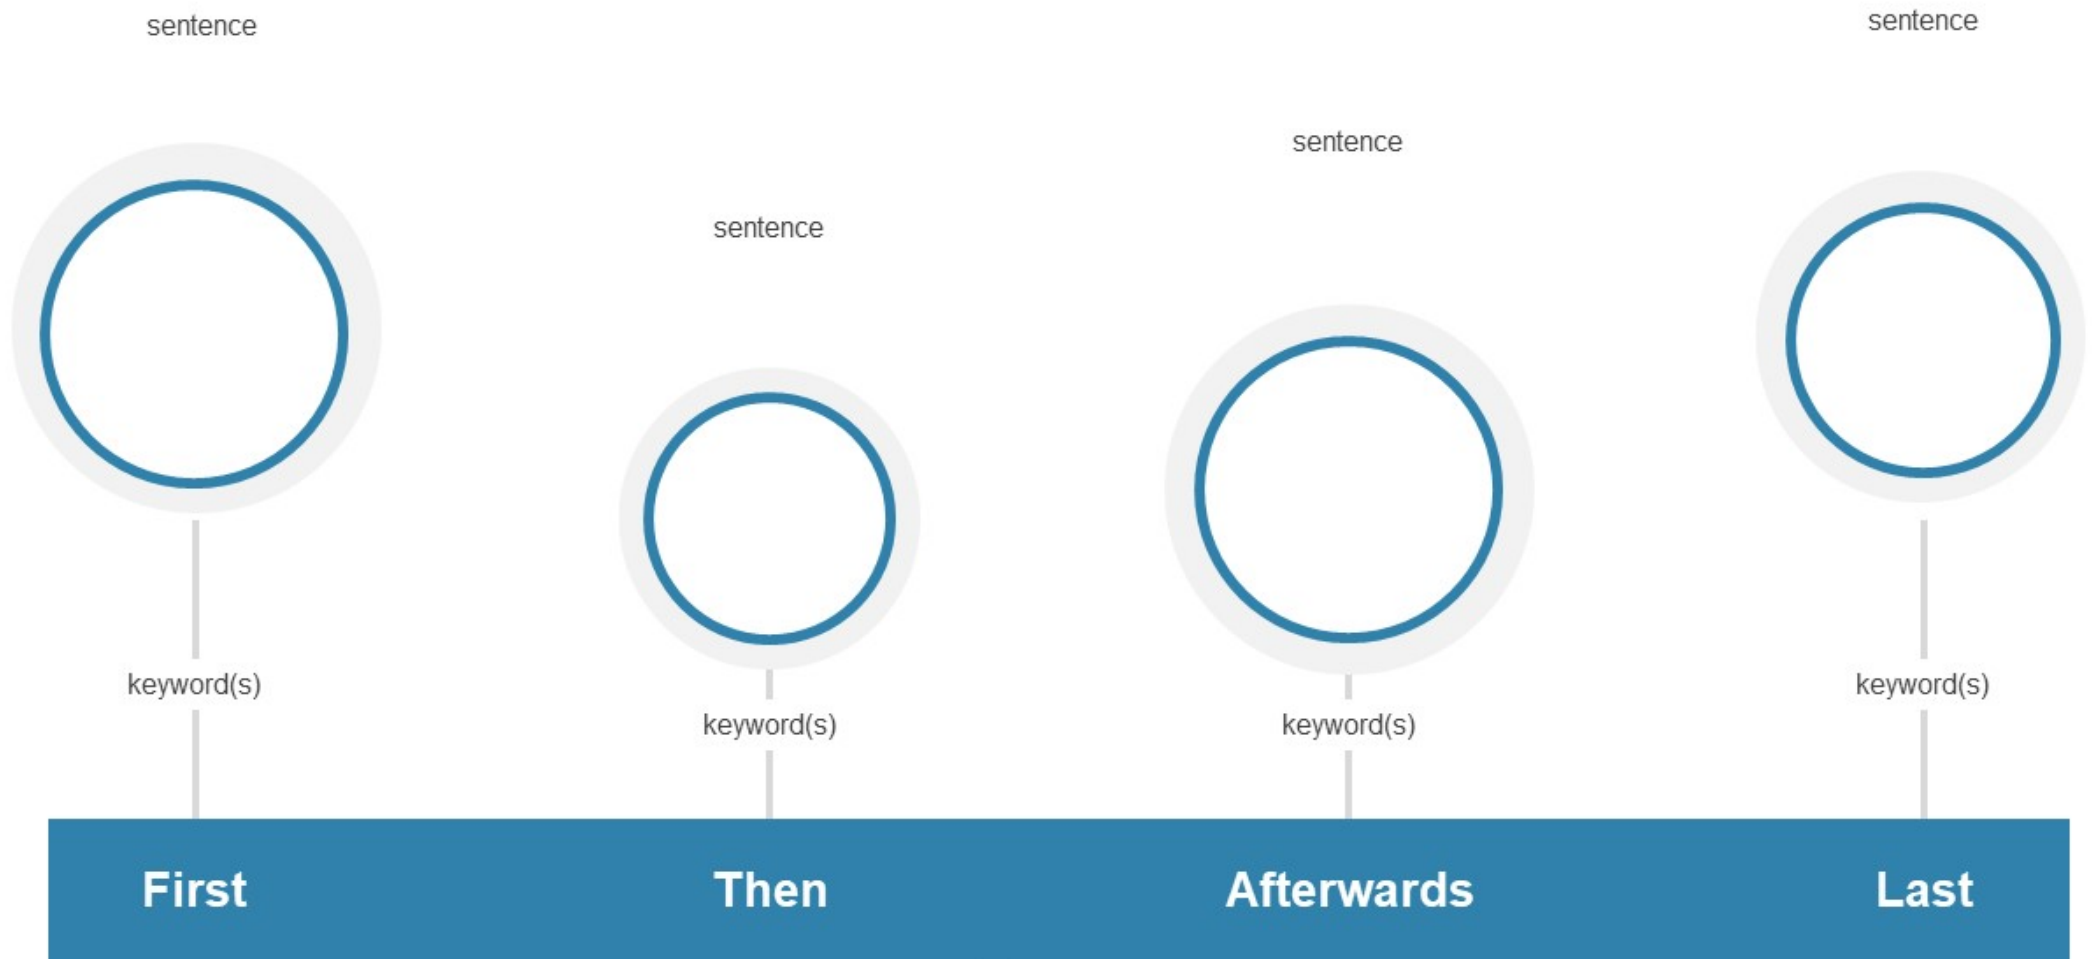 sentence
sentence
sentence
sentence
keyword(s)
keyword(s)
keyword(s)
keyword(s)
First
Then
Afterwards
Last